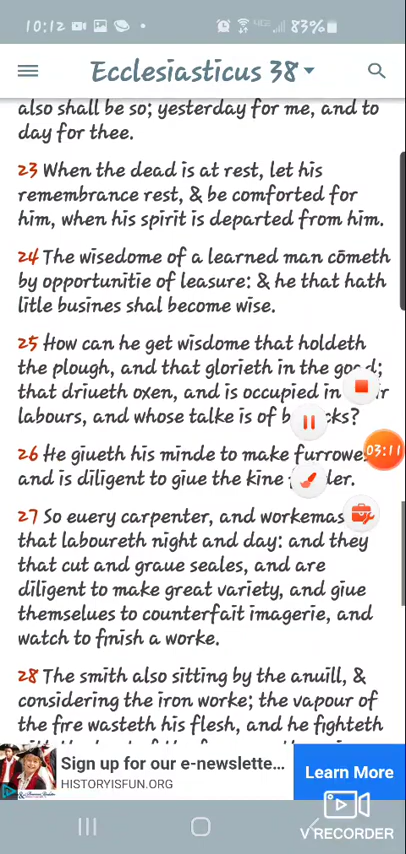 10:12
83%
Ecclesiasticus 38
also shall be so; yesterday for me, and to
day for thee.
23 When the dead is at rest, let his
remembrance rest, & be comforted for
him, when his spirit is departed from him.
24 The wisedome of a learned man cōmeth
by opportunitie of leasure: & he that hath
litle busines shal become wise.
25 How can he get wisdome that holdeth
the plough, and that glorieth in the
that driueth oxen, and is occupied in
labours, and whose talke is of
26 He giueth his minde to make furrowe
and is diligent to giue the kine
27 So euery carpenter, and workemas
that laboureth night and day: and they
that cut and graue seales, and are
diligent to make great variety, and giue
themselues to counterfait imagerie, and
watch to finish a worke.
28 The smith also sitting by the anuill, &
considering the iron worke; the vapour of
the fire wasteth his flesh, and he fighteth
03:11
Sign up for our e-newslette...
HISTORYISFUN.ORG
Learn More
V RECORDER